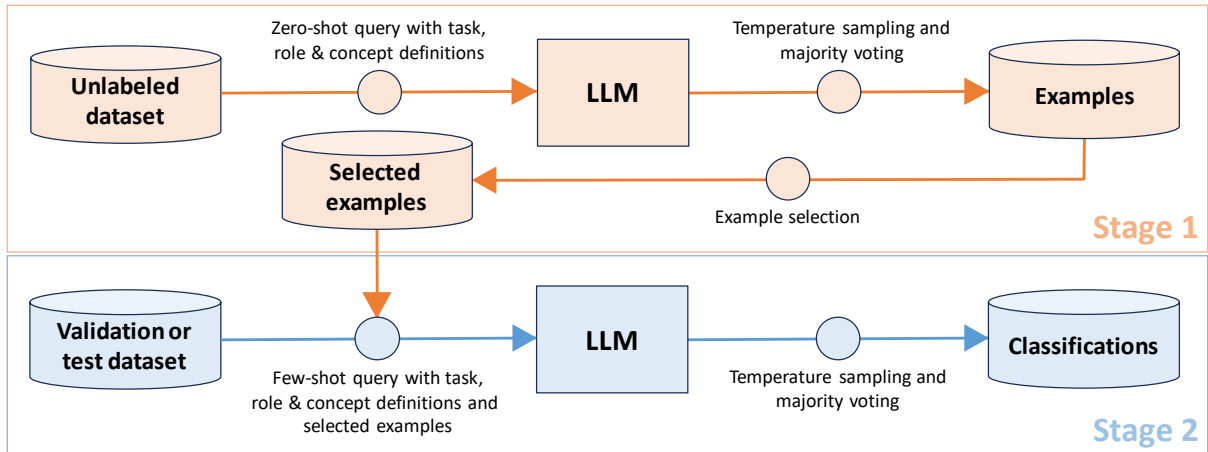 Zero-shot query with task,
role & concept definitions
Temperature sampling and
majority voting
Unlabeled
dataset
LLM
Examples
Selected
examples
Example selection
Stage 1
Validation or
test dataset
LLM
Classifications
Few-shot query with task,
role & concept definitions and
selected examples
Temperature sampling and
majority voting
Stage 2